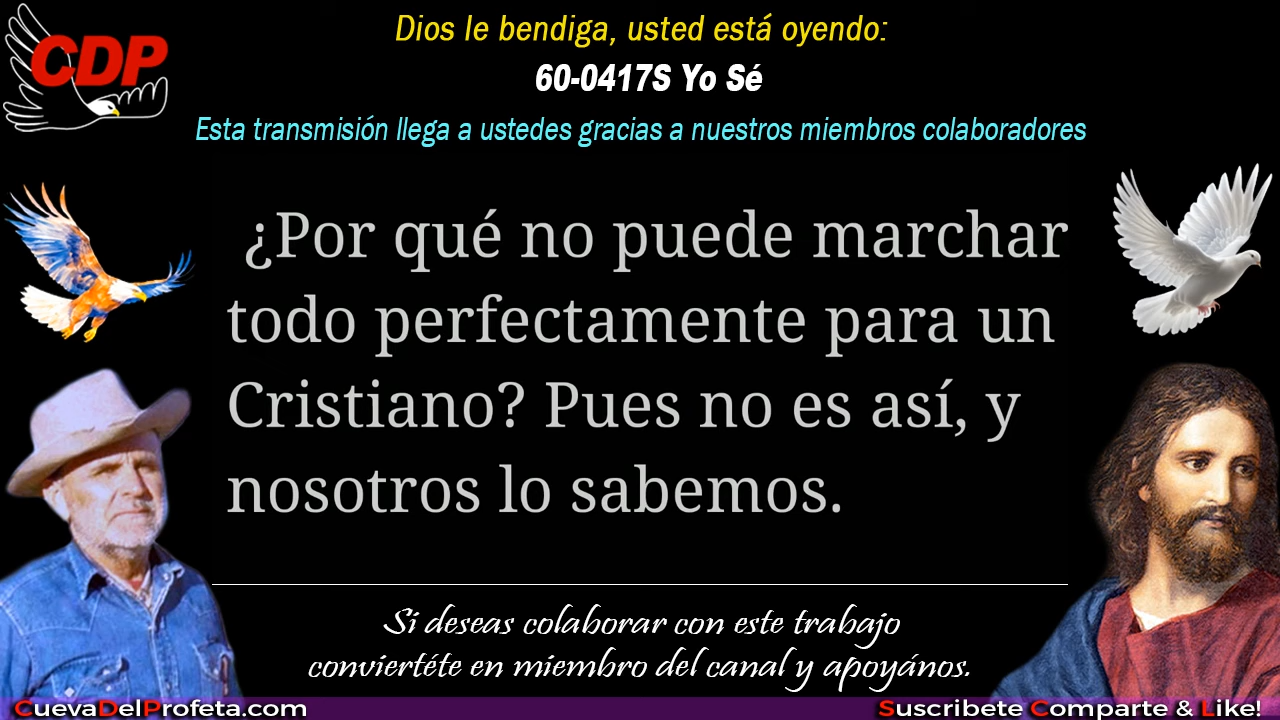 CDP
Dios le bendiga, usted está oyendo:
60-0417S Yo Sé
Esta transmisión llega a ustedes gracias a nuestros miembros colaboradores
¿Por qué no puede marchar
todo perfectamente para un
Cristiano? Pues no es así, y
nosotros lo sabemos.
Si deseas colaborar con este trabajo
conviertéte en miembro del canal y apoyános.
CuevaDelProfeta.com
Suscribete Comparte & Like!